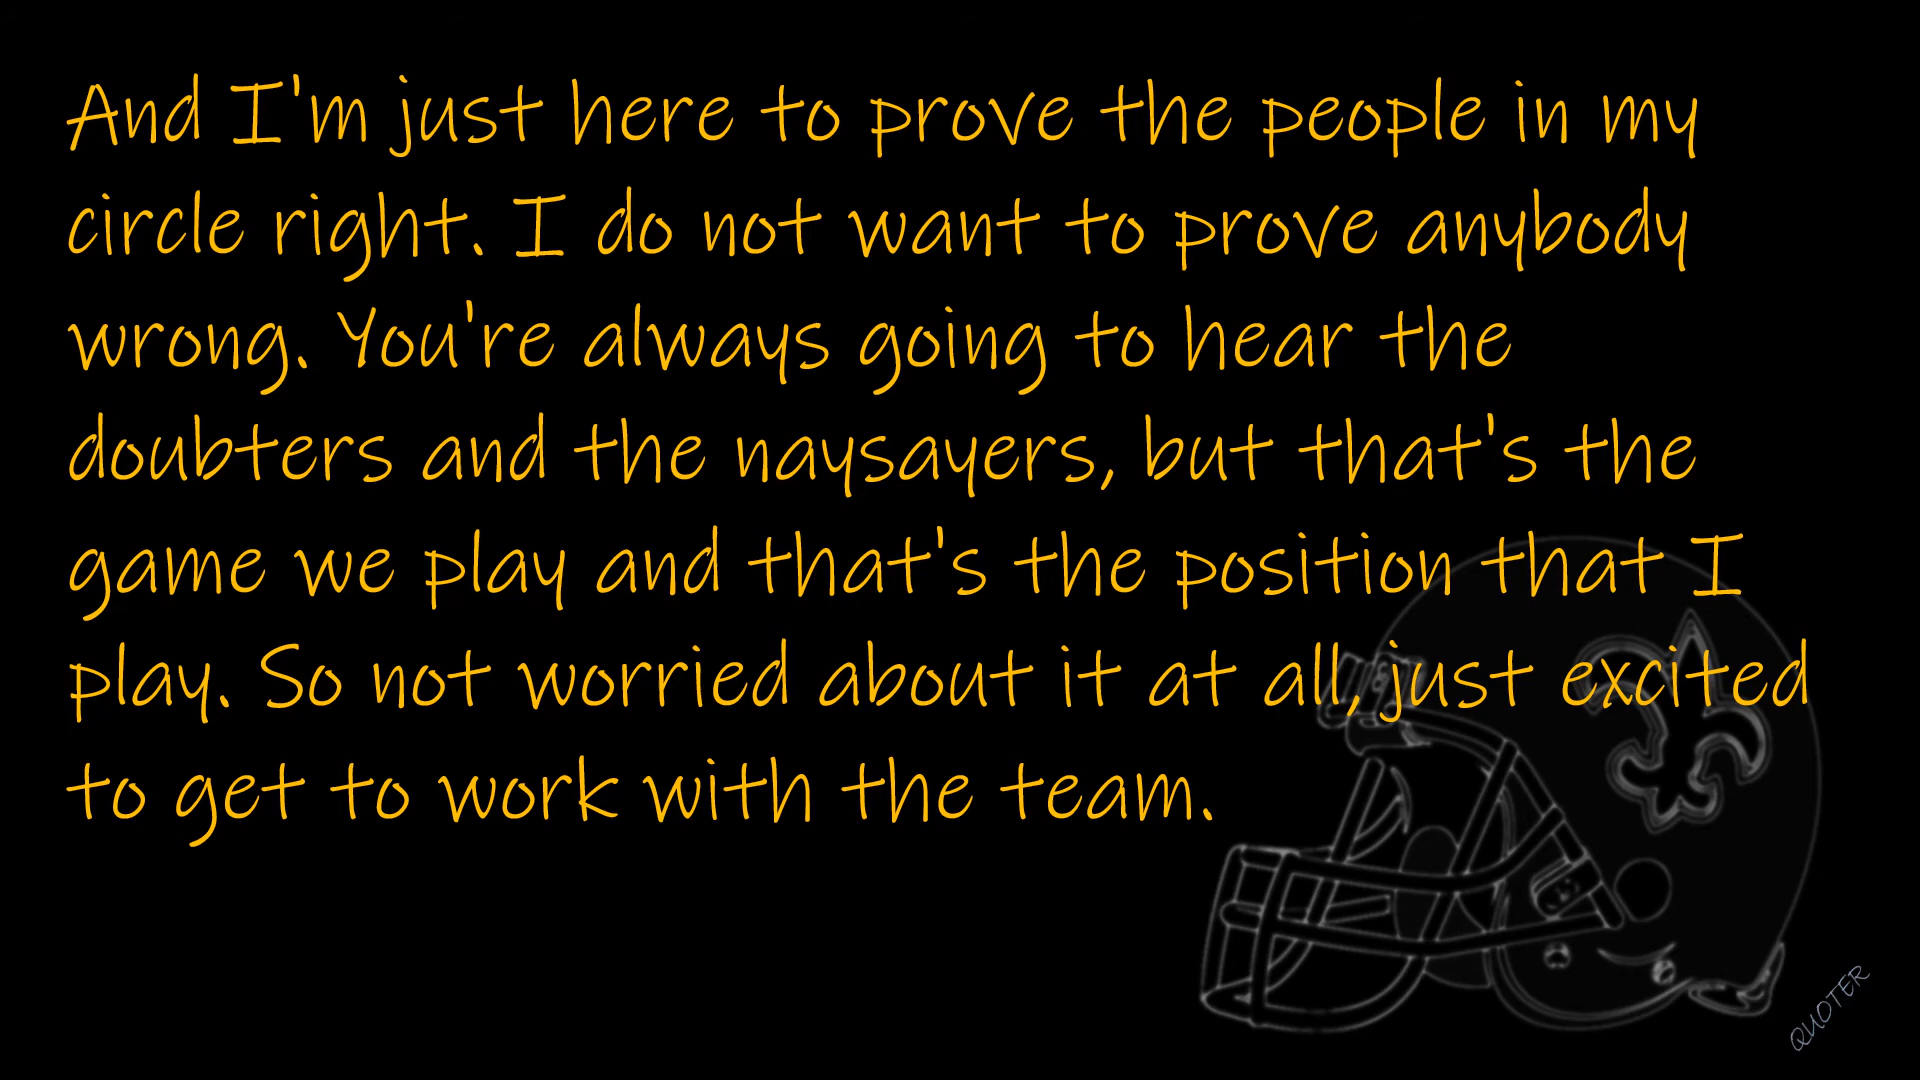 And I'm just here to prove the people in my
circle right. I do not want to prove anybody
wrong. You're always going to hear the
doubters and the naysayers, but that's the
game we play and that's the position that I
play. So not worried about it at all, just excited
to get to work with the team.
QUOTER